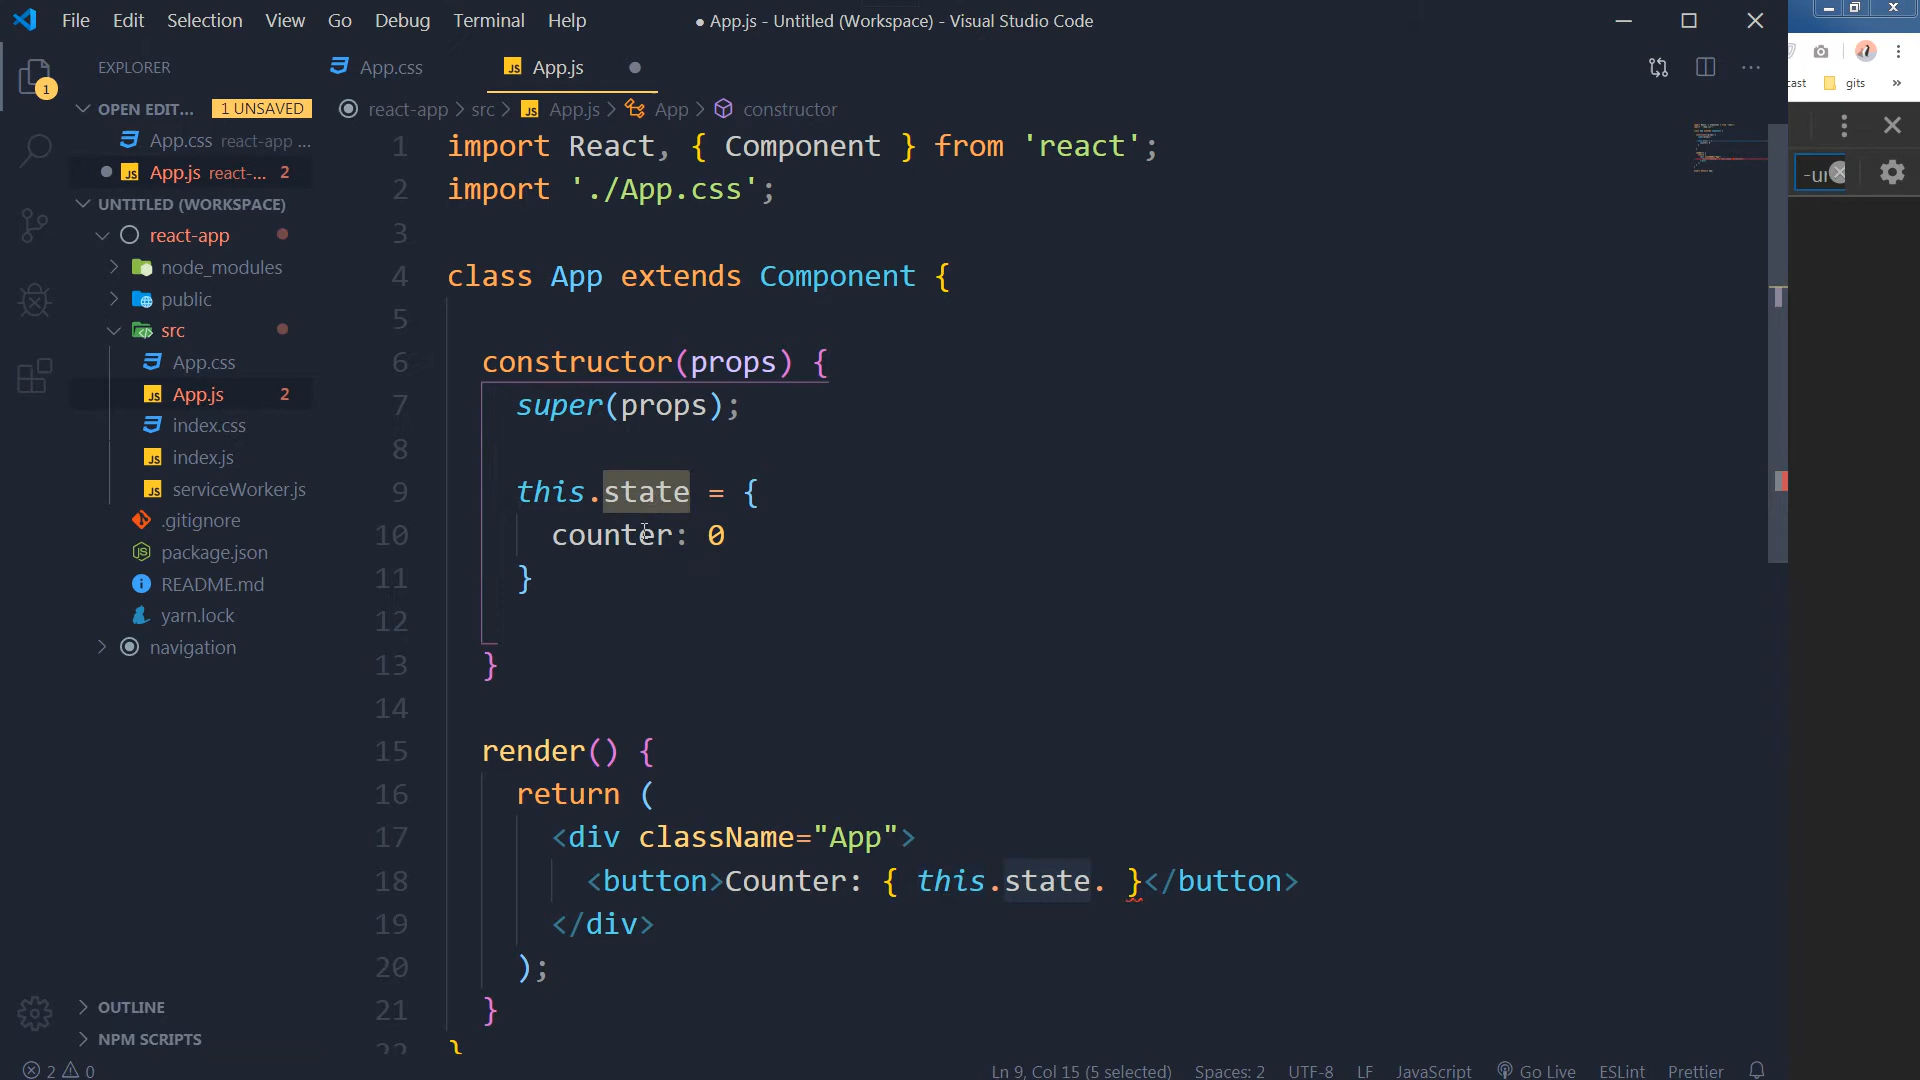 File Edit Selection View Go Debug Terminal Help
● App.js - Untitled (Workspace) - Visual Studio Code
EXPLORER
App.css
JS App.js
OPEN EDIT... 1 UNSAVED
App.css react-app ...
JS App.js react-... 2
UNTITLED (WORKSPACE)
react-app
node_modules
public
src
App.css
JS App.js 2
index.css
JS index.js
JS serviceWorker.js
.gitignore
package.json
README.md
yarn.lock
navigation
OUTLINE
NPM SCRIPTS
1
react-app > src > JS App.js > App > constructor
1 import React, { Component } from 'react';
2 import './App.css';
3
4 class App extends Component {
5
6 constructor(props) {
7 super(props);
8
9 this.state = {
10 counter: 0
11 }
12
13 }
14
15 render() {
16 return (
17 <div className="App">
18 <button>Counter: { this.state. }</button>
19 </div>
20 );
21 }
22 }
gits
2 0
Ln 9, Col 15 (5 selected) Spaces: 2 UTF-8 LF JavaScript Go Live ESLint Prettier